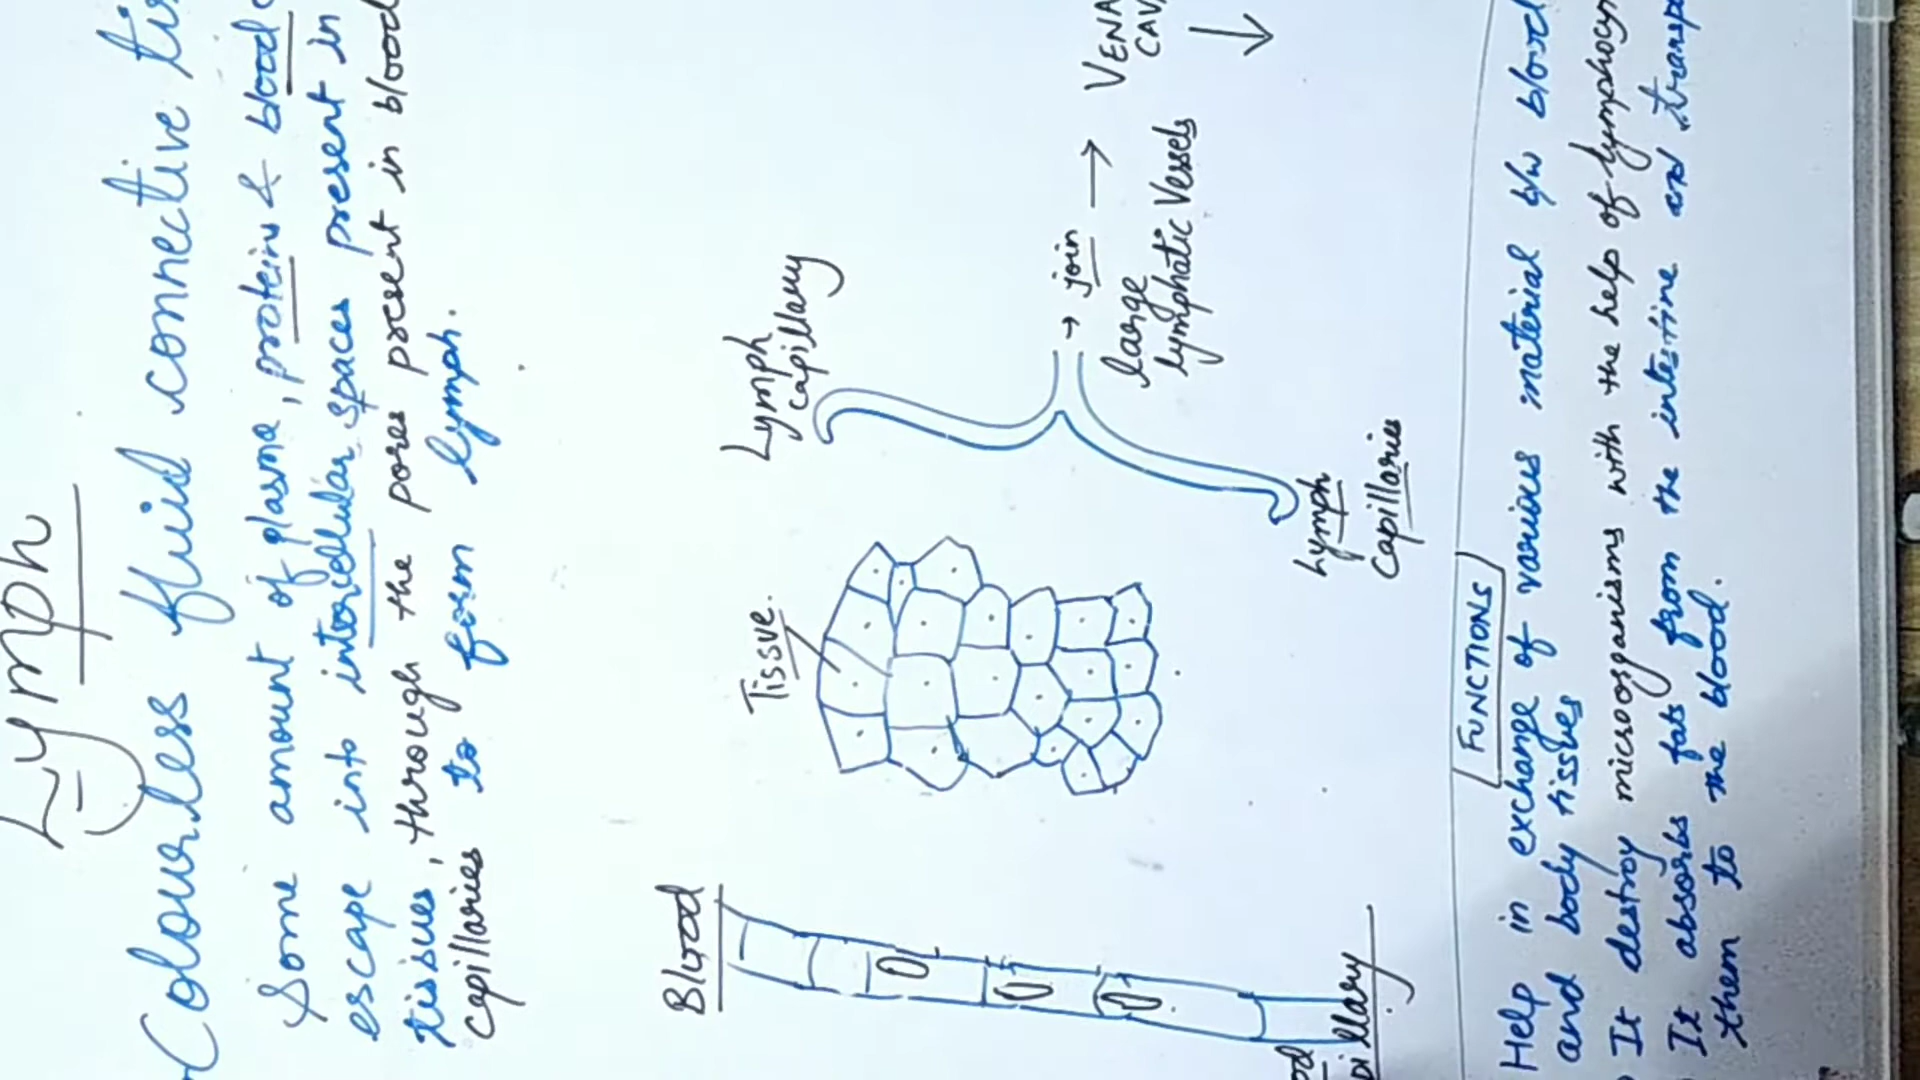 Lymph
Colourless fluid connective
Some amount of plasma, proteins & blood
escape into intercellular spaces present in
tissues, through the pores present in blood
capillaries to form lymph.
Blood
Tissue.
Lymph
capillary
→ join → VENA
CAV
large
lymphatic Vessels
↓
Lymph
Capillaries
FUNCTIONS
Help in exchange of various material b/w blood
and body tissues
It destroy microorganisms with the help of lymphocy
It absorbs fats from the intestine and transp
them to the blood.